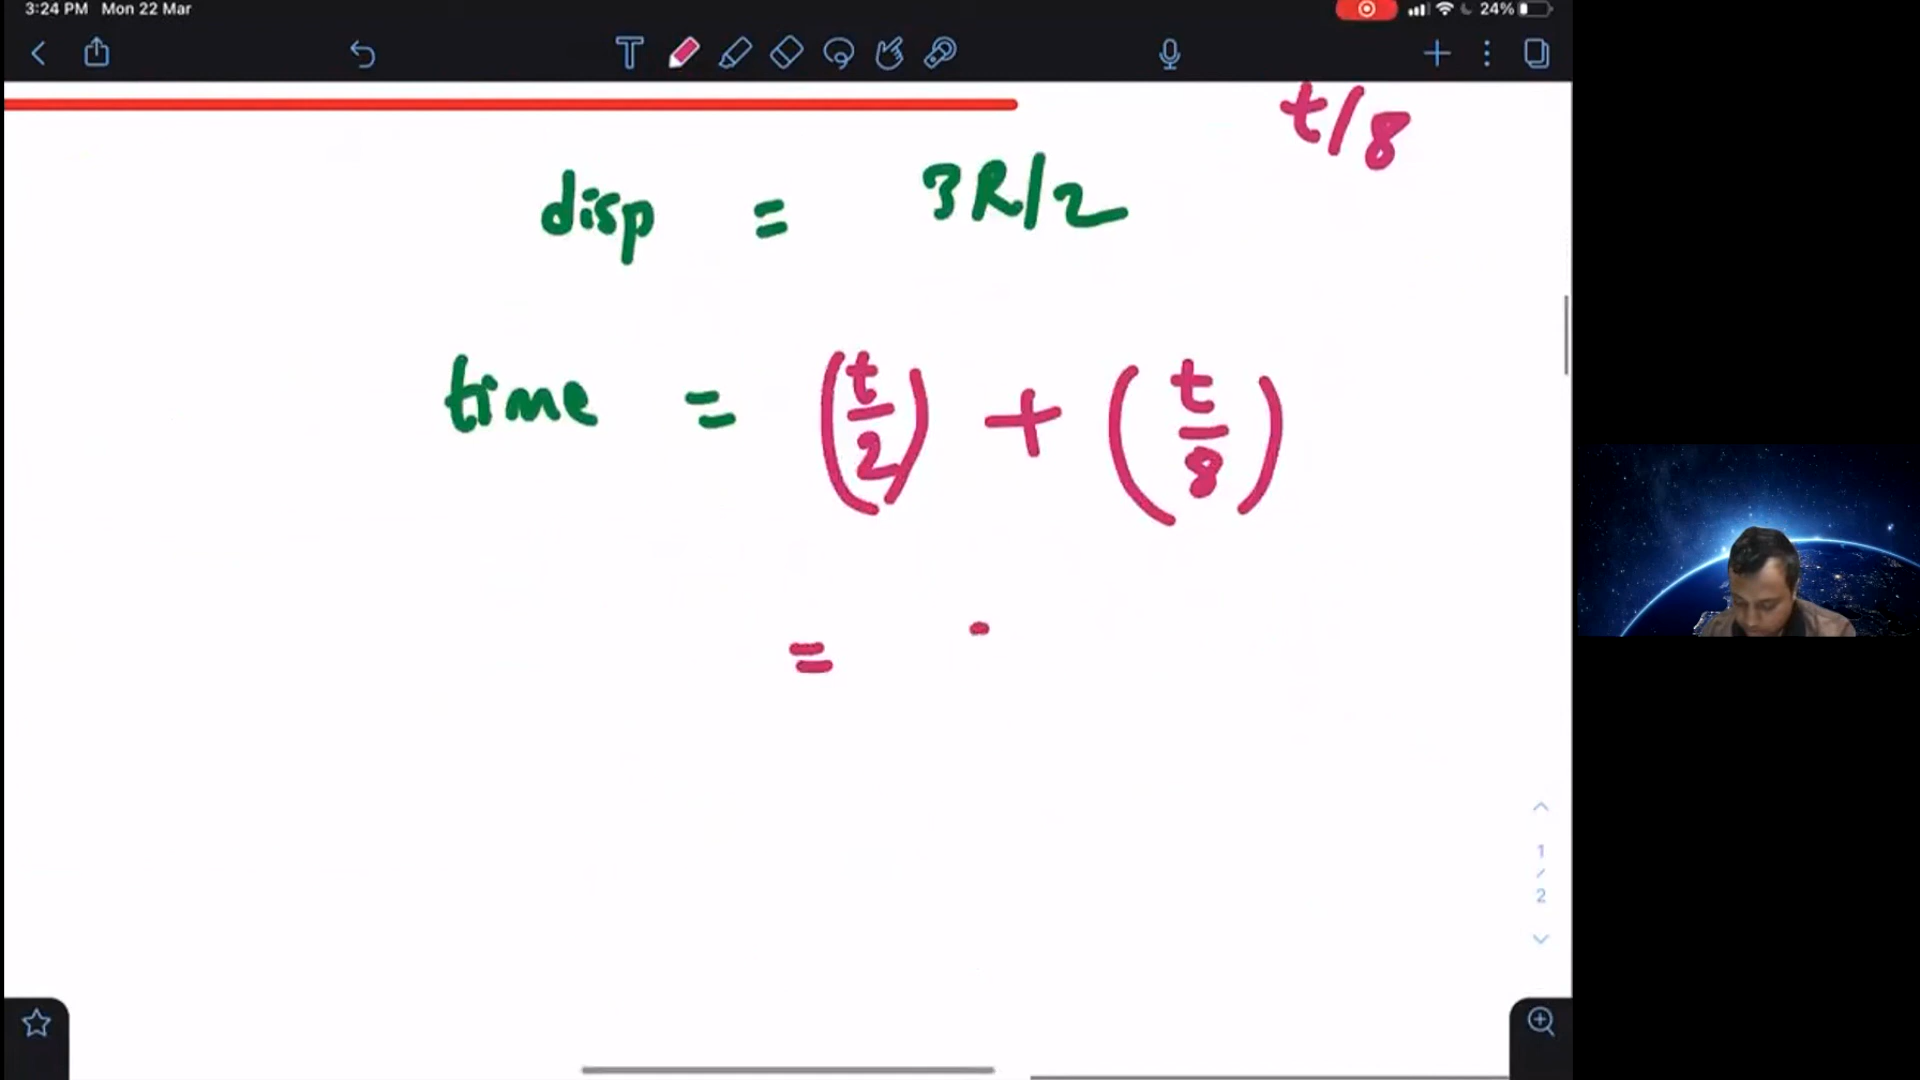 3:24 PM Mon 22 Mar
24%
T
t/8
disp = 3R/2
time = (t/2) + (t/8)
=
1
/
2